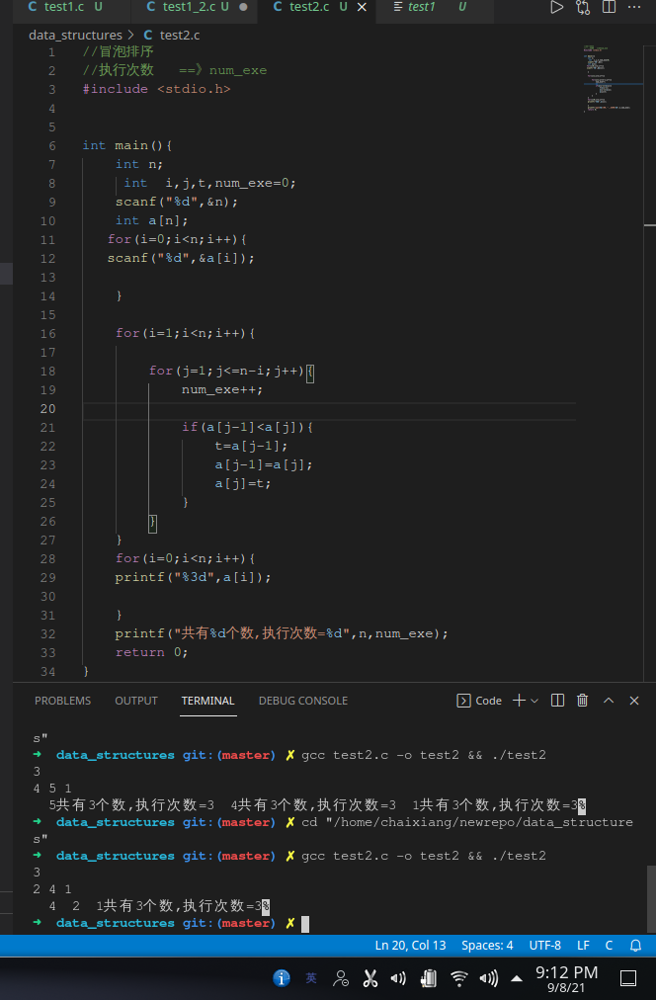 C test1.c U
C test1_2.c U ●
C test2.c U ×
test1 U
data_structures > C test2.c
1 //冒泡排序
2 //执行次数 ==》num_exe
3 #include <stdio.h>
4
5
6 int main(){
7 int n;
8 int i,j,t,num_exe=0;
9 scanf("%d",&n);
10 int a[n];
11 for(i=0;i<n;i++){
12 scanf("%d",&a[i]);
13
14 }
15
16 for(i=1;i<n;i++){
17
18 for(j=1;j<=n-i;j++){
19 num_exe++;
20
21 if(a[j-1]<a[j]){
22 t=a[j-1];
23 a[j-1]=a[j];
24 a[j]=t;
25 }
26 }
27 }
28 for(i=0;i<n;i++){
29 printf("%3d",a[i]);
30
31 }
32 printf("共有%d个数,执行次数=%d",n,num_exe);
33 return 0;
34 }
PROBLEMS OUTPUT TERMINAL DEBUG CONSOLE Code
s"
➜ data_structures git:(master) ✗ gcc test2.c -o test2 && ./test2
3
4 5 1
5共有3个数,执行次数=3 4共有3个数,执行次数=3 1共有3个数,执行次数=3%
➜ data_structures git:(master) ✗ cd "/home/chaixiang/newrepo/data_structure
s"
➜ data_structures git:(master) ✗ gcc test2.c -o test2 && ./test2
3
2 4 1
4 2 1共有3个数,执行次数=3%
➜ data_structures git:(master) ✗
Ln 20, Col 13 Spaces: 4 UTF-8 LF C
英
9:12 PM
9/8/21